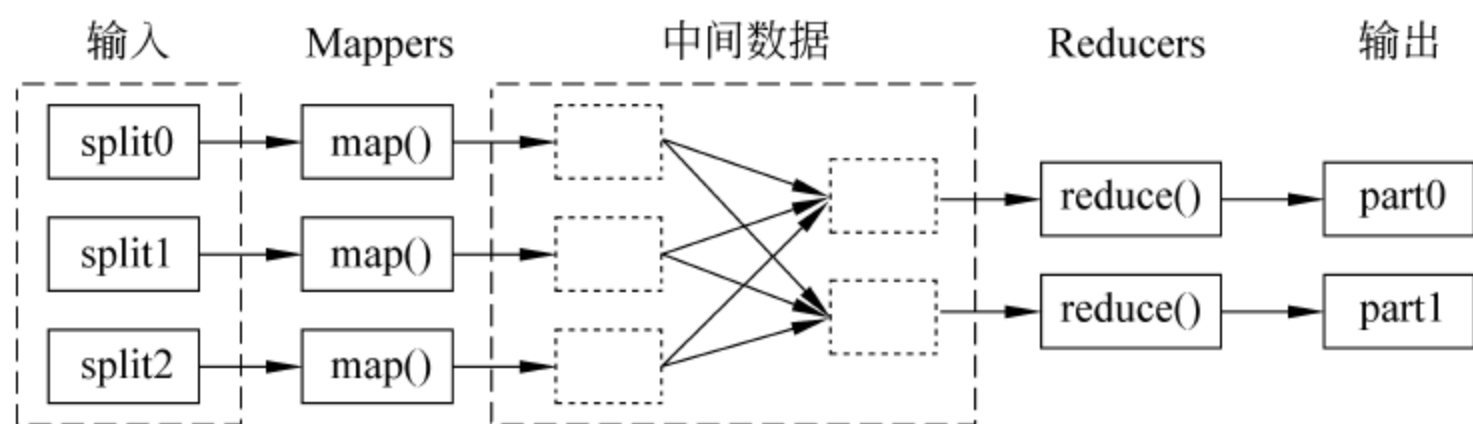 输入 Mappers 中间数据 Reducers 输出
split0 map()
reduce() part0
split1 map()
reduce() part1
split2 map()